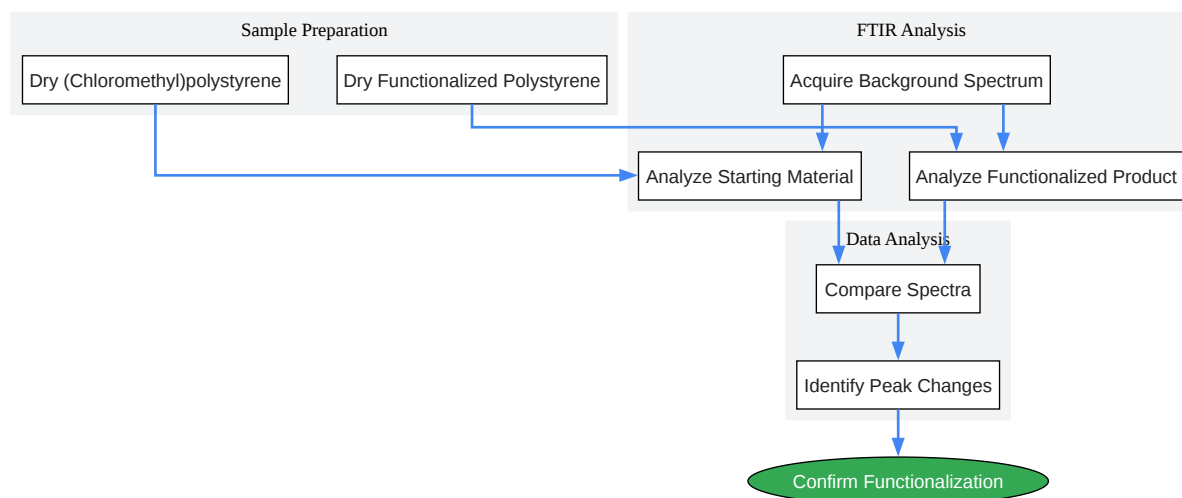 Sample Preparation
FTIR Analysis
Dry (Chloromethyl)polystyrene
Dry Functionalized Polystyrene
Acquire Background Spectrum
Analyze Starting Material
Analyze Functionalized Product
Data Analysis
Compare Spectra
Identify Peak Changes
Confirm Functionalization